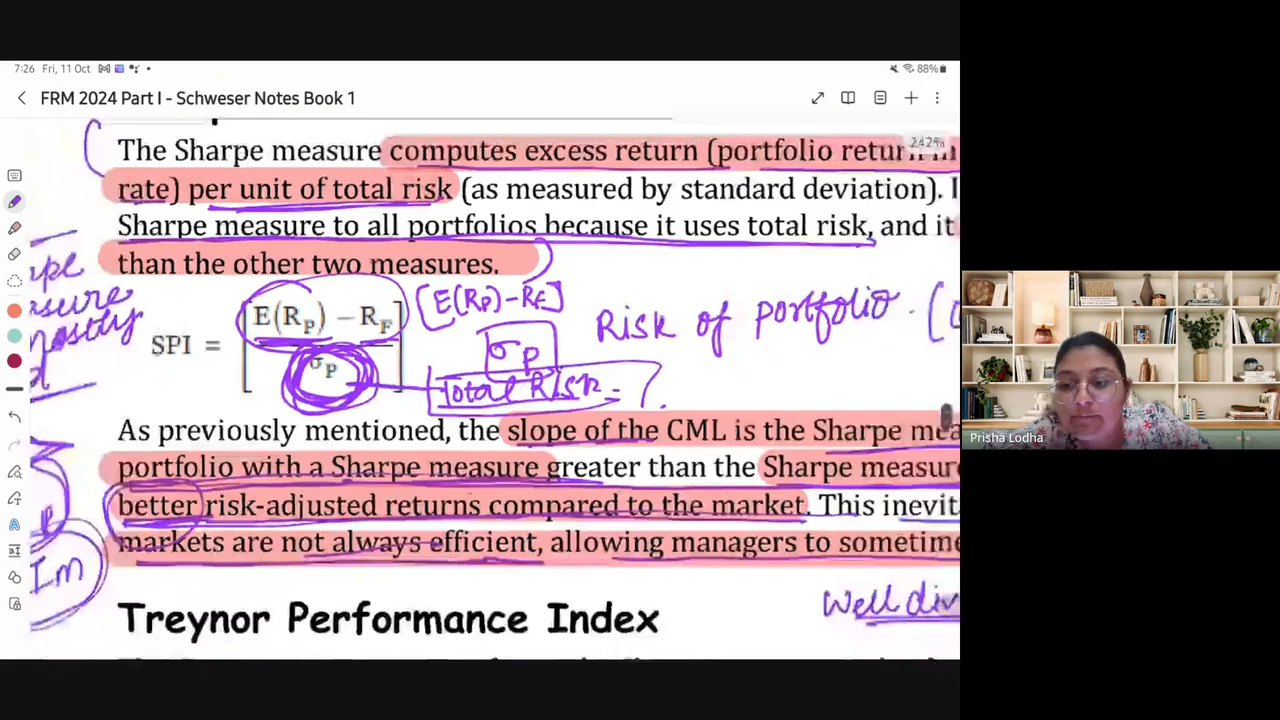 7:26 Fri, 11 Oct 88%
FRM 2024 Part I - Schweser Notes Book 1
242%
The Sharpe measure computes excess return (portfolio return
rate) per unit of total risk (as measured by standard deviation).
Sharpe measure to all portfolios because it uses total risk, and it
than the other two measures.
SPI = [E(RP) − RF / σP] [E(RP) − RF] / σP Risk of portfolio. (
Total Risk =
As previously mentioned, the slope of the CML is the Sharpe mea
portfolio with a Sharpe measure greater than the Sharpe measur
better risk-adjusted returns compared to the market. This inevit
markets are not always efficient, allowing managers to sometime
Im
Well div
Treynor Performance Index
Prisha Lodha